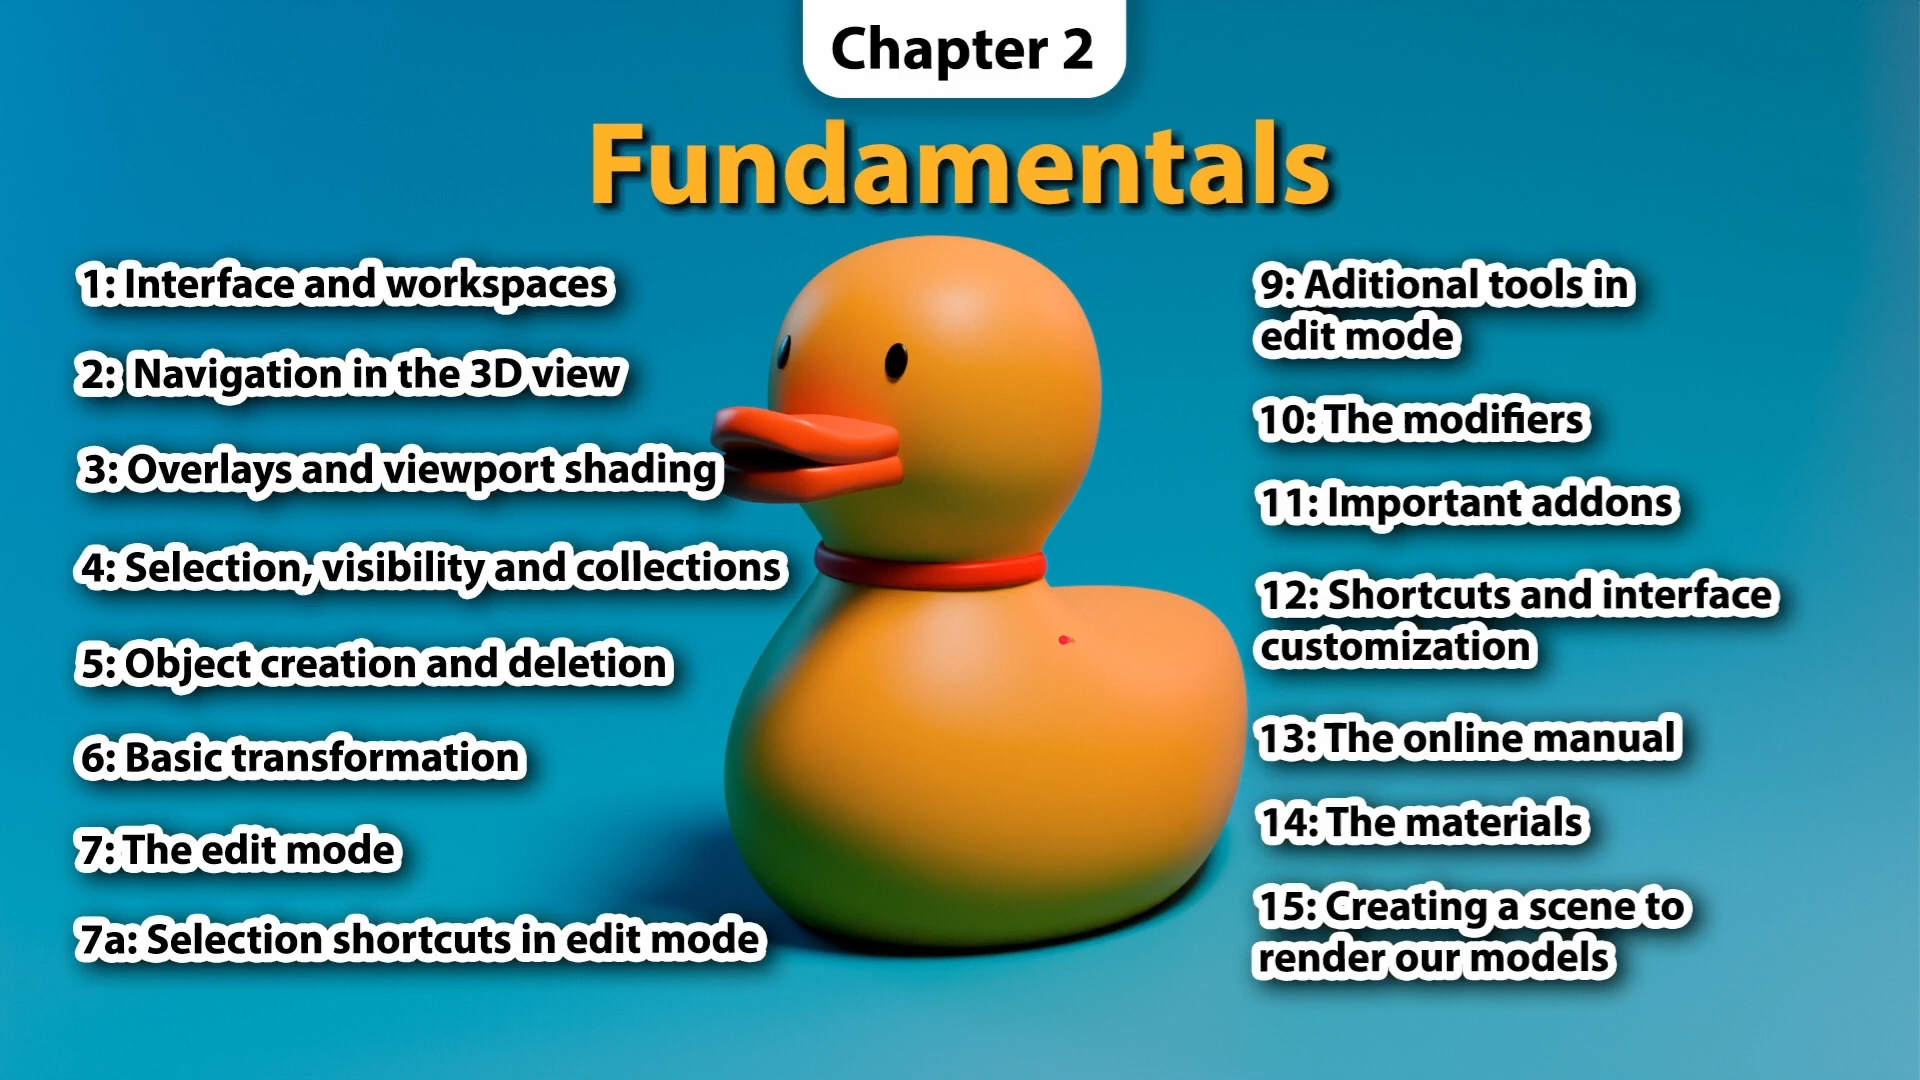 Chapter 2
Fundamentals
1: Interface and workspaces
2: Navigation in the 3D view
3: Overlays and viewport shading
4: Selection, visibility and collections
5: Object creation and deletion
6: Basic transformation
7: The edit mode
7a: Selection shortcuts in edit mode
9: Aditional tools in
edit mode
10: The modifiers
11: Important addons
12: Shortcuts and interface
customization
13: The online manual
14: The materials
15: Creating a scene to
render our models